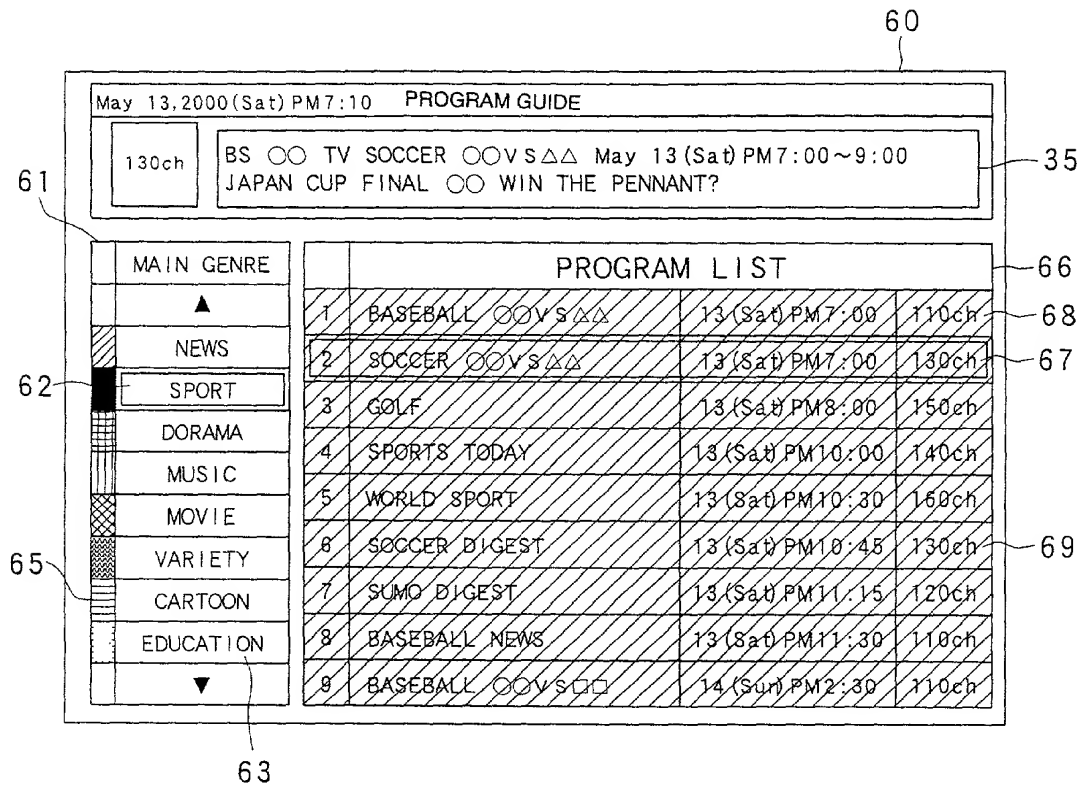 60
May 13,2000(Sat) PM7:10 PROGRAM GUIDE
130ch
BS ○○ TV SOCCER ○○VS△△ May 13(Sat)PM7:00~9:00
JAPAN CUP FINAL ○○ WIN THE PENNANT?
35
61
MAIN GENRE
▲
NEWS
62
SPORT
DORAMA
MUSIC
MOVIE
VARIETY
65
CARTOON
EDUCATION
▼
63
PROGRAM LIST
66
1 BASEBALL ○○VS△△ 13(Sat)PM7:00 110ch
68
2 SOCCER ○○VS△△ 13(Sat)PM7:00 130ch
67
3 GOLF 13(Sat)PM8:00 150ch
4 SPORTS TODAY 13(Sat)PM10:00 140ch
5 WORLD SPORT 13(Sat)PM10:30 160ch
6 SOCCER DIGEST 13(Sat)PM10:45 130ch
69
7 SUMO DIGEST 13(Sat)PM11:15 120ch
8 BASEBALL NEWS 13(Sat)PM11:30 110ch
9 BASEBALL ○○VS□□ 14(Sun)PM2:30 110ch